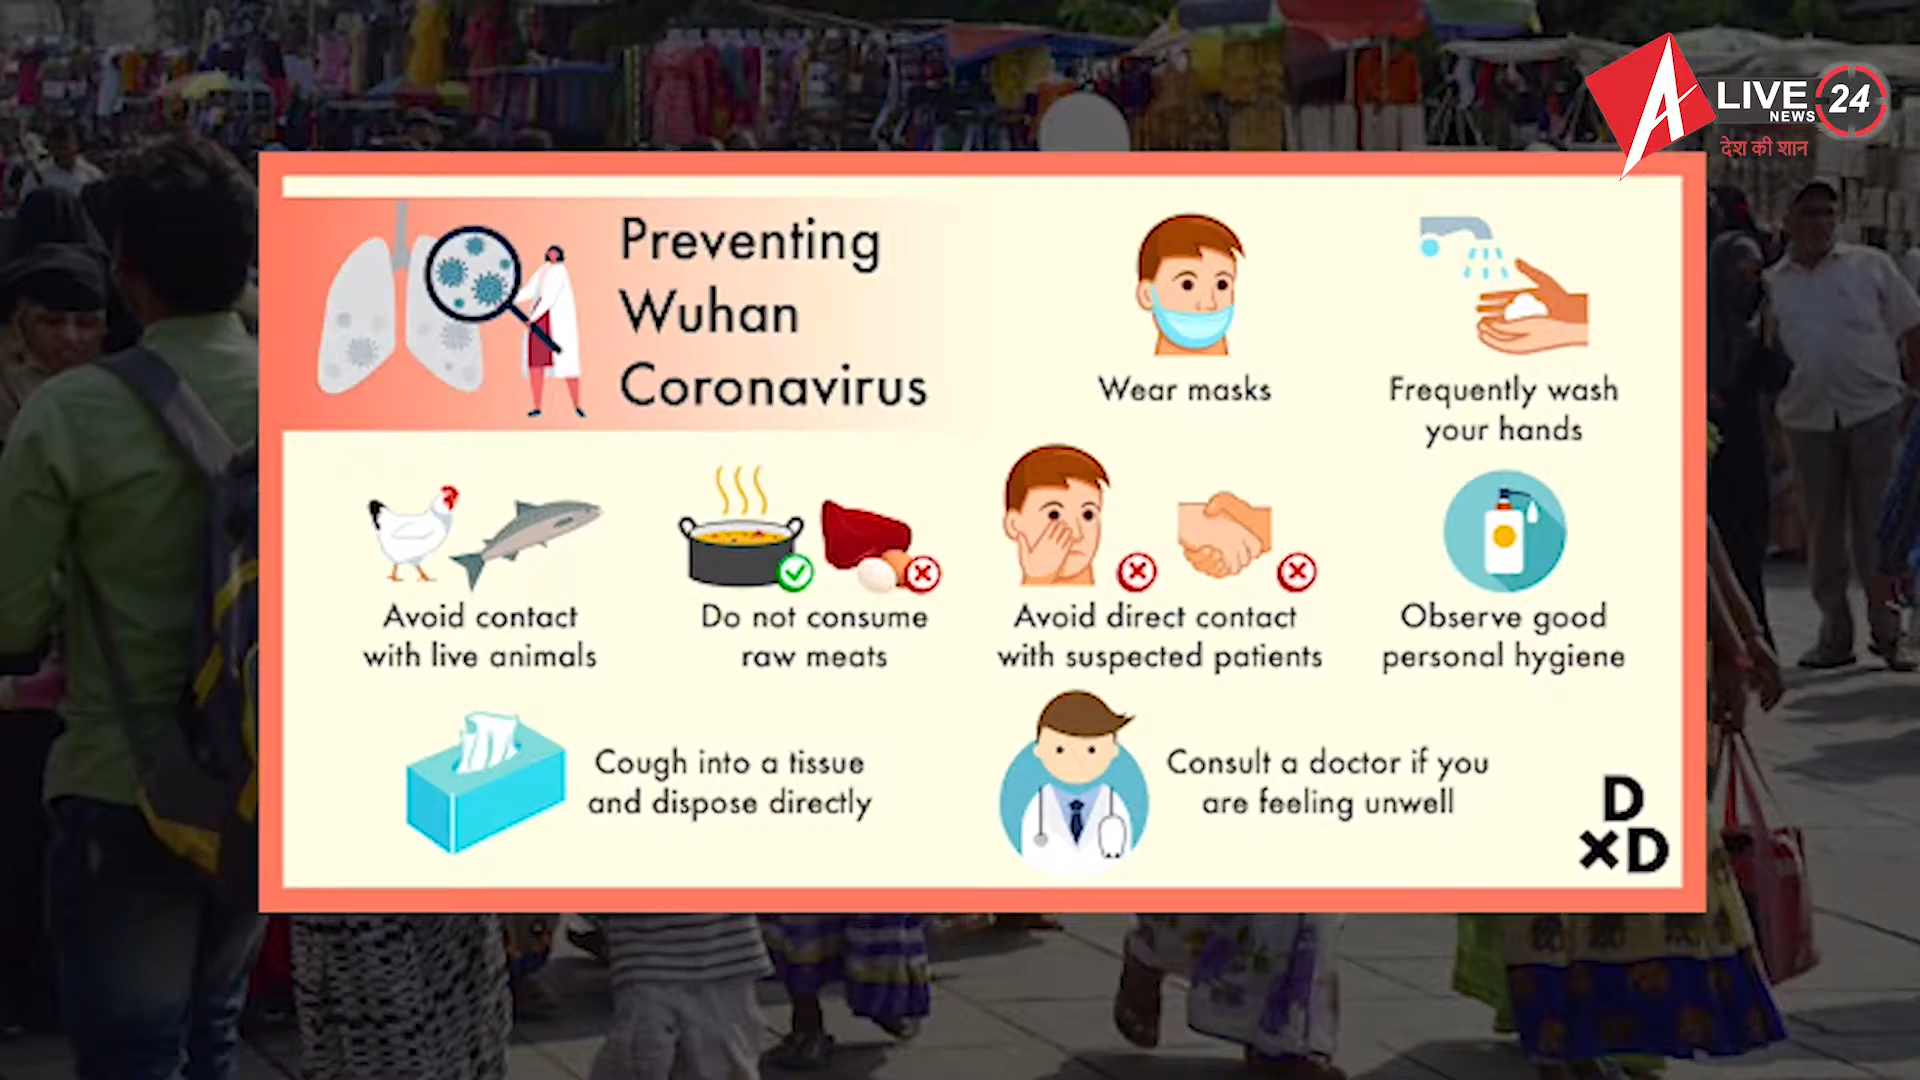 A LIVE 24
NEWS
देश की शान
Preventing
Wuhan
Coronavirus
Wear masks
Frequently wash
your hands
Avoid contact
with live animals
Do not consume
raw meats
Avoid direct contact
with suspected patients
Observe good
personal hygiene
Cough into a tissue
and dispose directly
Consult a doctor if you
are feeling unwell
D
×D